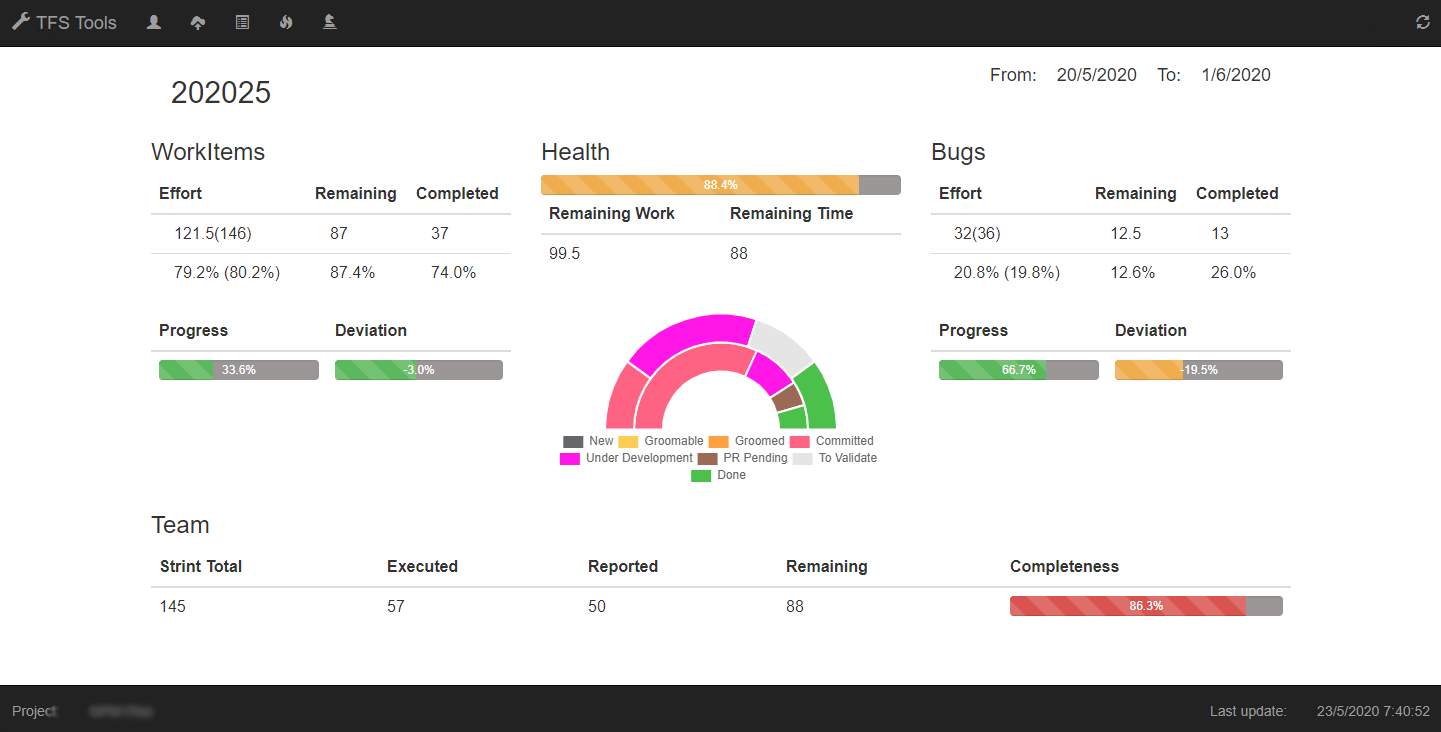 TFS Tools
From: 20/5/2020 To: 1/6/2020
202025
WorkItems
Effort Remaining Completed
121.5(146) 87 37
79.2% (80.2%) 87.4% 74.0%
Progress Deviation
33.6% -3.0%
Health
88.4%
Remaining Work Remaining Time
99.5 88
New Groomable Groomed Committed
Under Development PR Pending To Validate
Done
Bugs
Effort Remaining Completed
32(36) 12.5 13
20.8% (19.8%) 12.6% 26.0%
Progress Deviation
66.7% -19.5%
Team
Strint Total Executed Reported Remaining Completeness
145 57 50 88 86.3%
Project
Last update: 23/5/2020 7:40:52